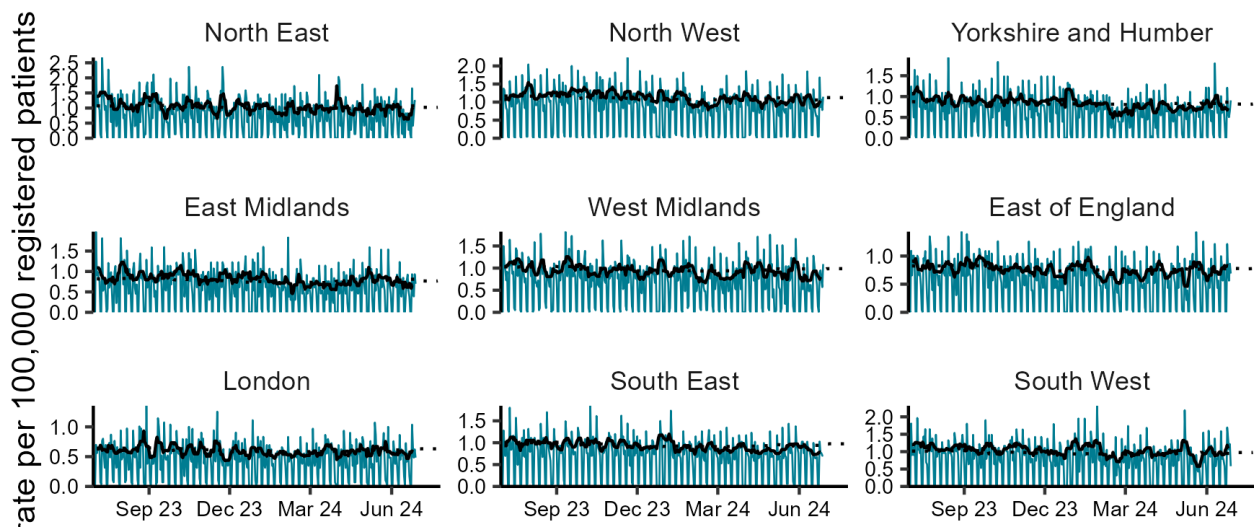 rate per 100,000 registered patients
North East
North West
Yorkshire and Humber
2.5
2.0
1.5
1.0
0.5
0.0
2.0
1.5
1.0
0.5
0.0
1.5
1.0
0.5
0.0
East Midlands
West Midlands
East of England
1.5
1.0
0.5
0.0
1.5
1.0
0.5
0.0
1.0
0.5
0.0
London
South East
South West
1.0
0.5
0.0
1.5
1.0
0.5
0.0
2.0
1.5
1.0
0.5
0.0
Sep 23 Dec 23 Mar 24 Jun 24
Sep 23 Dec 23 Mar 24 Jun 24
Sep 23 Dec 23 Mar 24 Jun 24